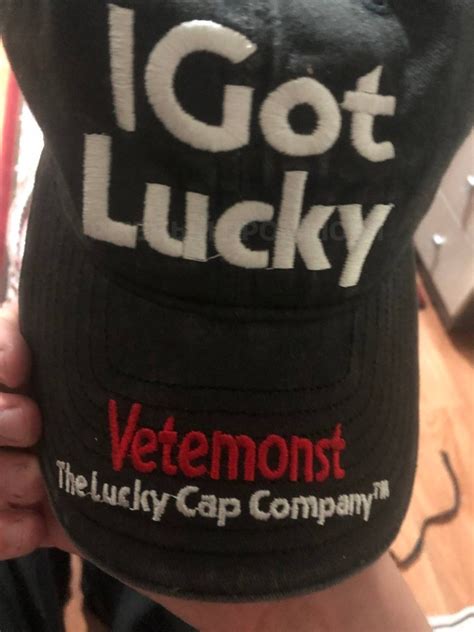 I Got
Lucky
Vetemonst
The Lucky Cap Company™